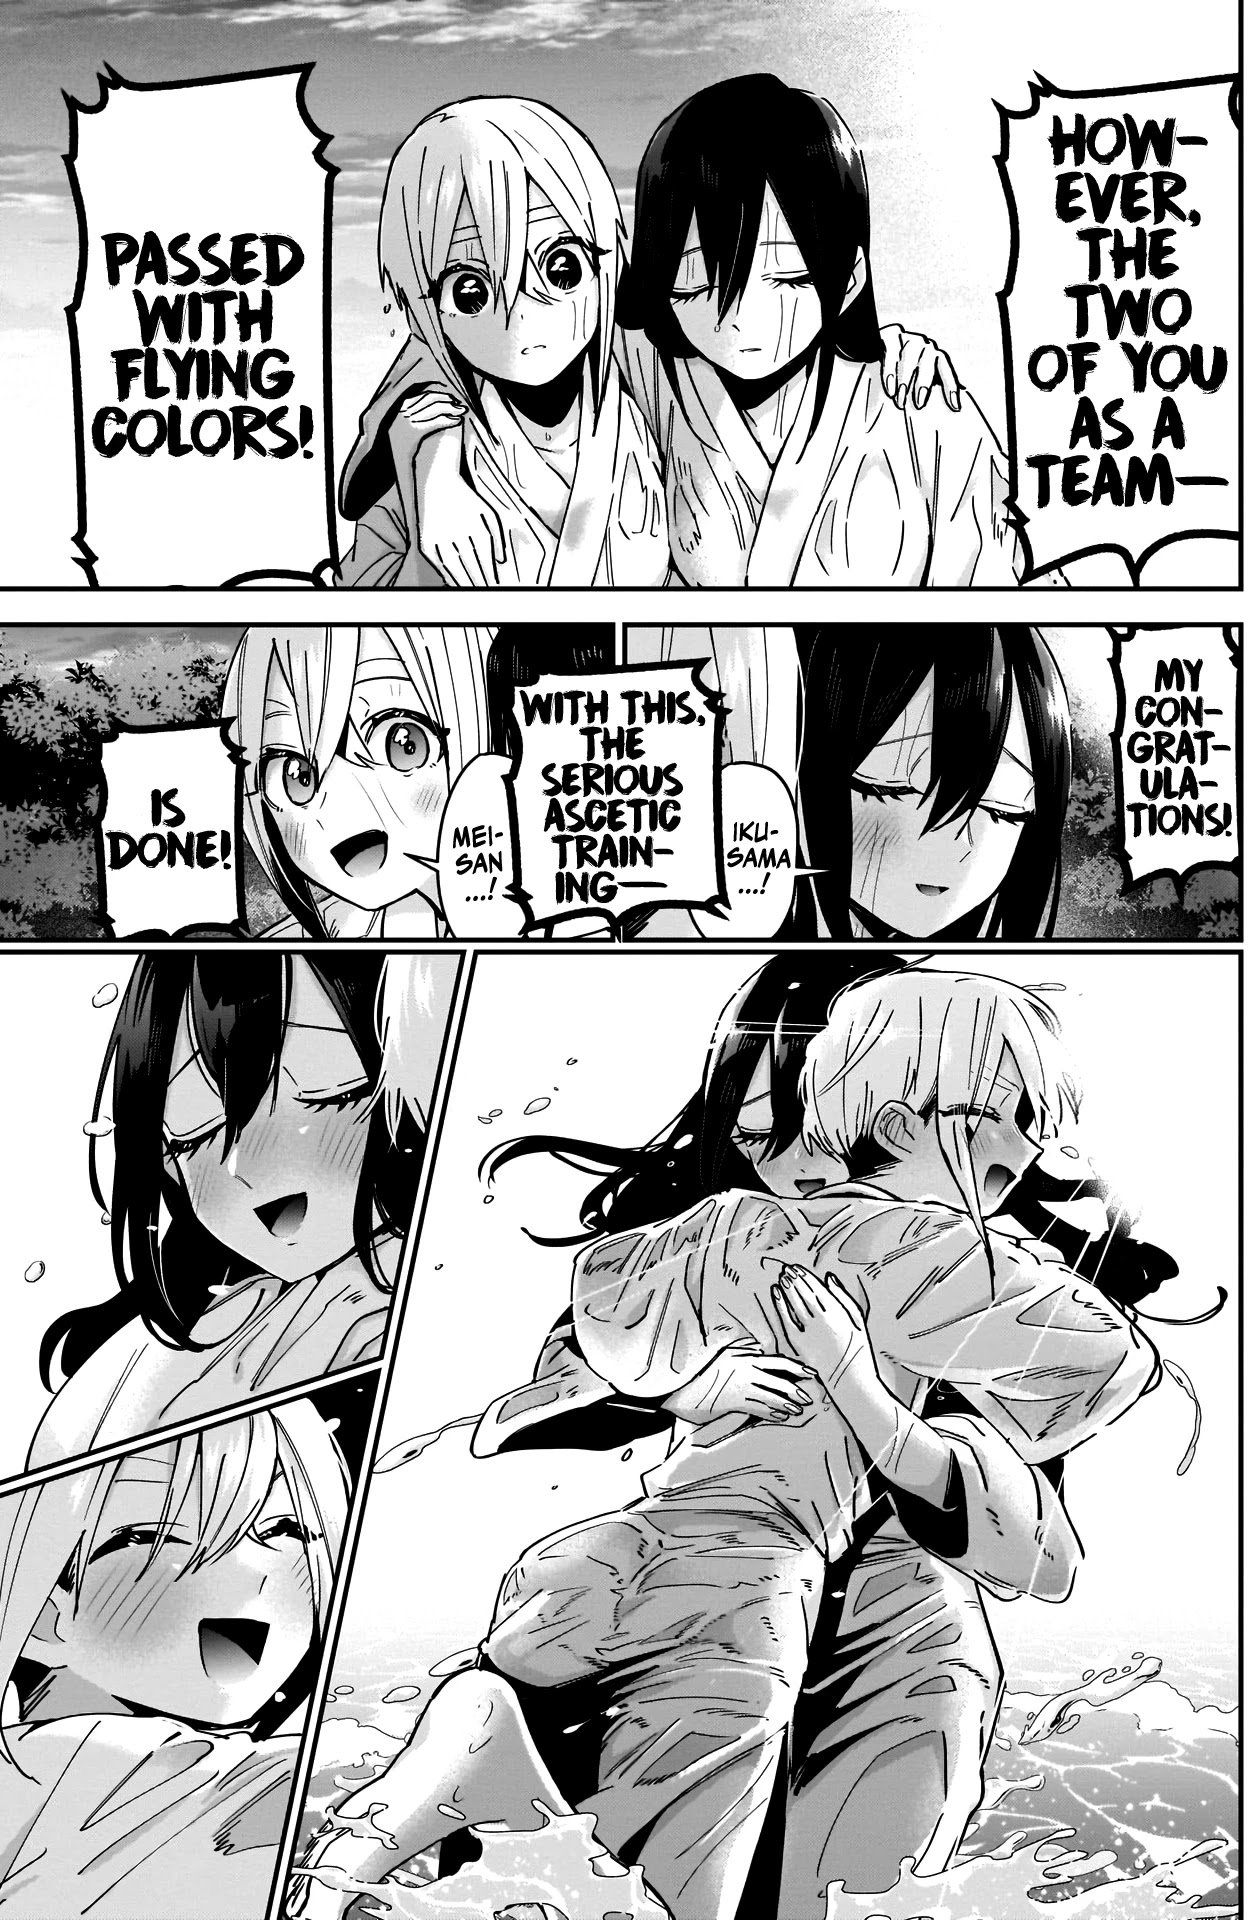 HOW-
EVER,
THE
TWO
OF YOU
AS A
TEAM—
PASSED
WITH
FLYING
COLORS!
MY
CON-
GRAT-
ULA-
TIONS!
IKU-
SAMA
...!
WITH THIS,
THE
SERIOUS
ASCETIC
TRAIN-
ING—
MEI-
SAN
...!
IS
DONE!